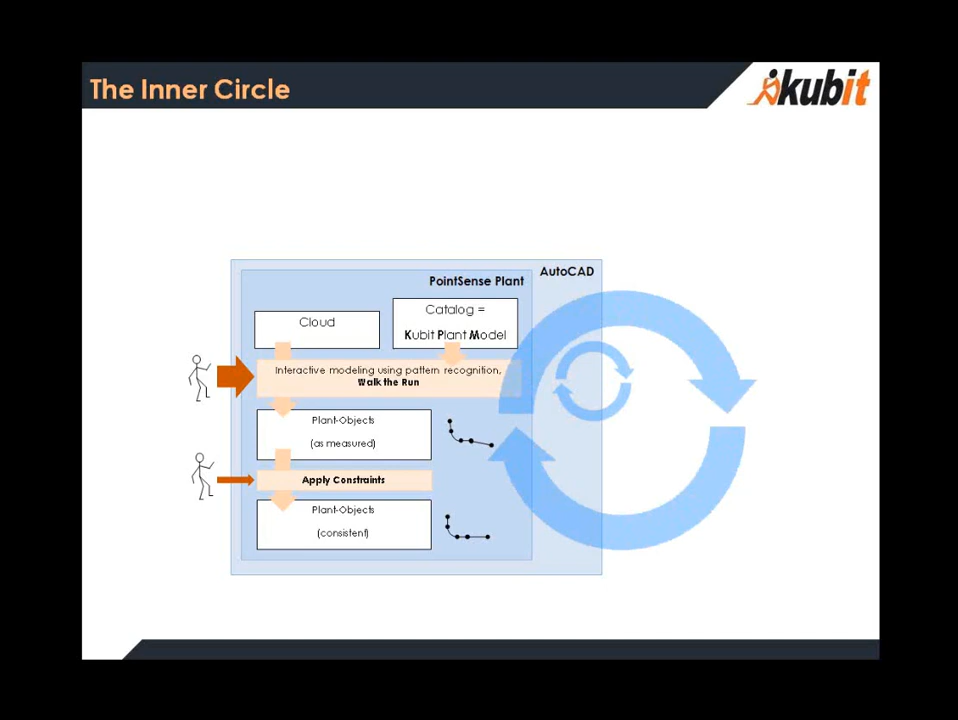 The Inner Circle
kubit
AutoCAD
PointSense Plant
Cloud
Catalog =
Kubit Plant Model
Interactive modeling using pattern recognition,
Walk the Run
Plant-Objects
(as measured)
Apply Constraints
Plant-Objects
(consistent)